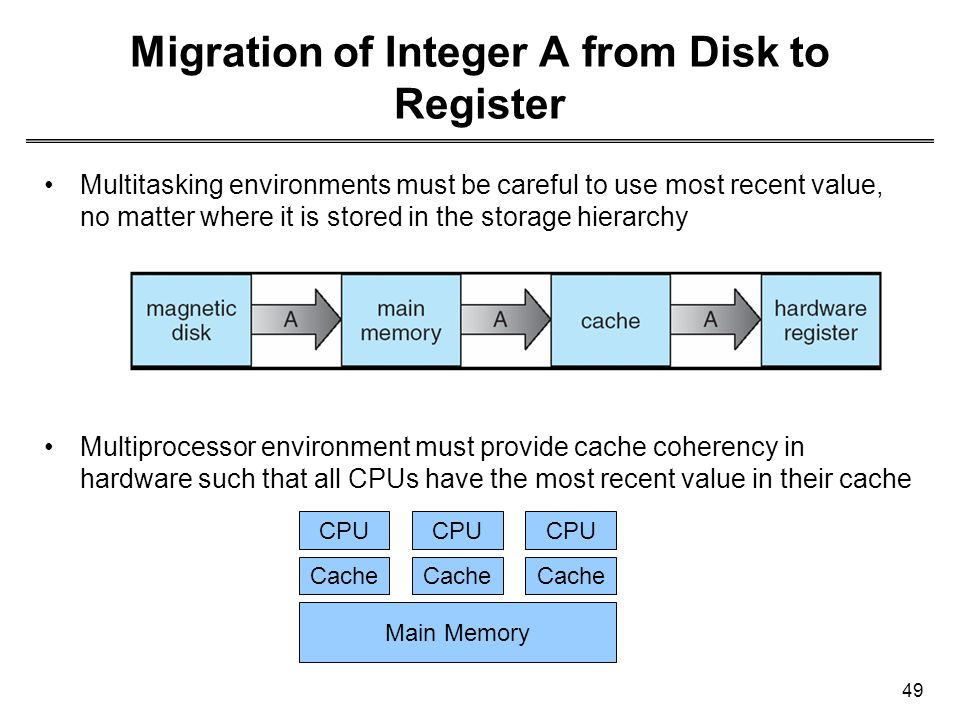 Migration of Integer A from Disk to
Register
• Multitasking environments must be careful to use most recent value,
no matter where it is stored in the storage hierarchy
magnetic
disk
A
main
memory
A
cache
A
hardware
register
• Multiprocessor environment must provide cache coherency in
hardware such that all CPUs have the most recent value in their cache
CPU CPU CPU
Cache Cache Cache
Main Memory
49